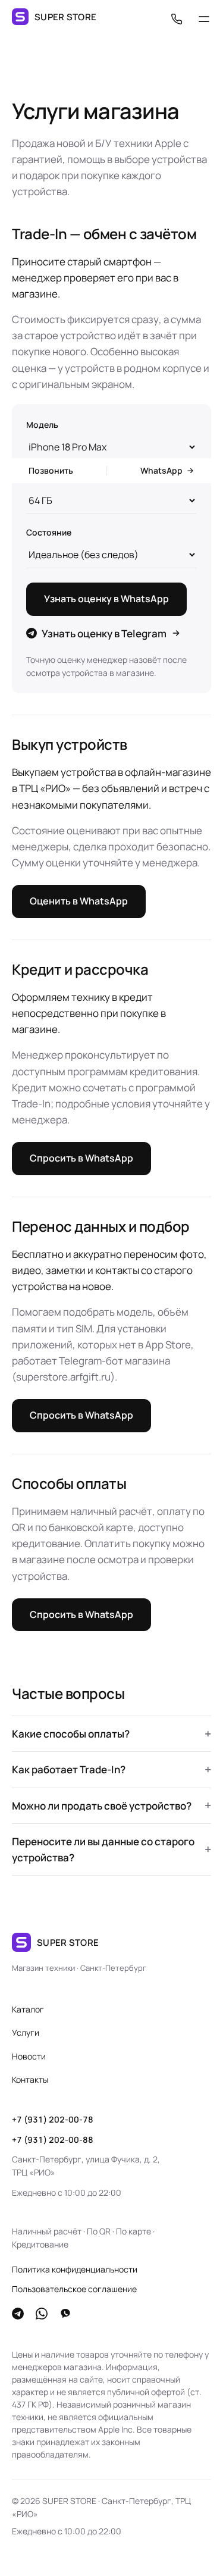 SUPER STORE
Услуги магазина
Продажа новой и Б/У техники Apple с
гарантией, помощь в выборе устройства
и подарок при покупке каждого
устройства.
Trade-In — обмен с зачётом
Приносите старый смартфон —
менеджер проверяет его при вас в
магазине.
Стоимость фиксируется сразу, а сумма
за старое устройство идёт в зачёт при
покупке нового. Особенно высокая
оценка — у устройств в родном корпусе и
с оригинальным экраном.
Модель
iPhone 18 Pro Max
Позвонить
WhatsApp →
64 ГБ
Состояние
Идеальное (без следов)
Узнать оценку в WhatsApp
Узнать оценку в Telegram →
Точную оценку менеджер назовёт после
осмотра устройства в магазине.
Выкуп устройств
Выкупаем устройства в офлайн-магазине
в ТРЦ «РИО» — без объявлений и встреч с
незнакомыми покупателями.
Состояние оценивают при вас опытные
менеджеры, сделка проходит безопасно.
Сумму оценки уточняйте у менеджера.
Оценить в WhatsApp
Кредит и рассрочка
Оформляем технику в кредит
непосредственно при покупке в
магазине.
Менеджер проконсультирует по
доступным программам кредитования.
Кредит можно сочетать с программой
Trade-In; подробные условия уточняйте у
менеджера.
Спросить в WhatsApp
Перенос данных и подбор
Бесплатно и аккуратно переносим фото,
видео, заметки и контакты со старого
устройства на новое.
Помогаем подобрать модель, объём
памяти и тип SIM. Для установки
приложений, которых нет в App Store,
работает Telegram-бот магазина
(superstore.arfgift.ru).
Спросить в WhatsApp
Способы оплаты
Принимаем наличный расчёт, оплату по
QR и по банковской карте, доступно
кредитование. Оплатить покупку можно
в магазине после осмотра и проверки
устройства.
Спросить в WhatsApp
Частые вопросы
Какие способы оплаты? +
Как работает Trade-In? +
Можно ли продать своё устройство? +
Переносите ли вы данные со старого
устройства? +
SUPER STORE
Магазин техники · Санкт-Петербург
Каталог
Услуги
Новости
Контакты
+7 (931) 202-00-78
+7 (931) 202-00-88
Санкт-Петербург, улица Фучика, д. 2,
ТРЦ «РИО»
Ежедневно с 10:00 до 22:00
Наличный расчёт · По QR · По карте ·
Кредитование
Политика конфиденциальности
Пользовательское соглашение
Цены и наличие товаров уточняйте по телефону у
менеджеров магазина. Информация,
размещённая на сайте, носит справочный
характер и не является публичной офертой (ст.
437 ГК РФ). Независимый розничный магазин
техники, не является официальным
представительством Apple Inc. Все товарные
знаки принадлежат их законным
правообладателям.
© 2026 SUPER STORE · Санкт-Петербург, ТРЦ
«РИО»
Ежедневно с 10:00 до 22:00